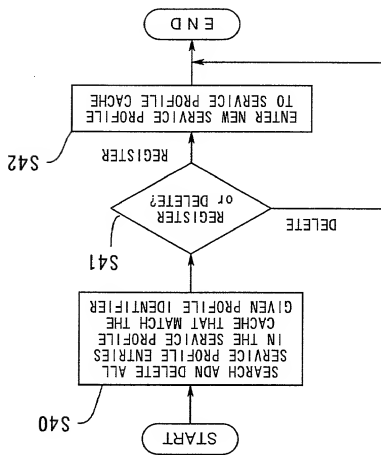 START
S40
SEARCH ADN DELETE ALL
SERVICE PROFILE ENTRIES
IN THE SERVICE PROFILE
CACHE THAT MATCH THE
GIVEN PROFILE IDENTIFIER
S41
REGISTER
or DELETE?
DELETE
REGISTER
S42
ENTER NEW SERVICE PROFILE
TO SERVICE PROFILE CACHE
END